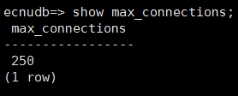 ecnudb=> show max_connections;
max_connections
-----------------
250
(1 row)